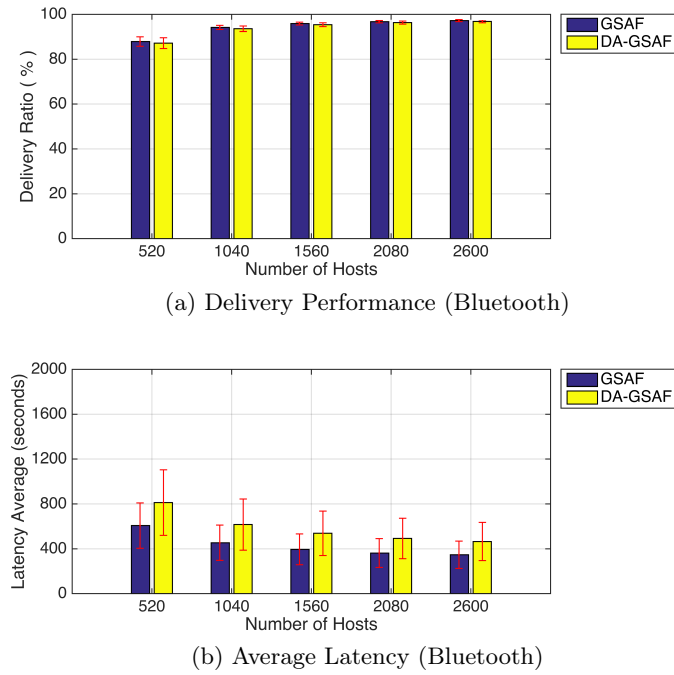 100
80
60
40
20
0
Delivery Ratio ( % )
520 1040 1560 2080 2600
Number of Hosts
GSAF
DA-GSAF
(a) Delivery Performance (Bluetooth)
2000
1600
1200
800
400
0
Latency Average (seconds)
520 1040 1560 2080 2600
Number of Hosts
GSAF
DA-GSAF
(b) Average Latency (Bluetooth)